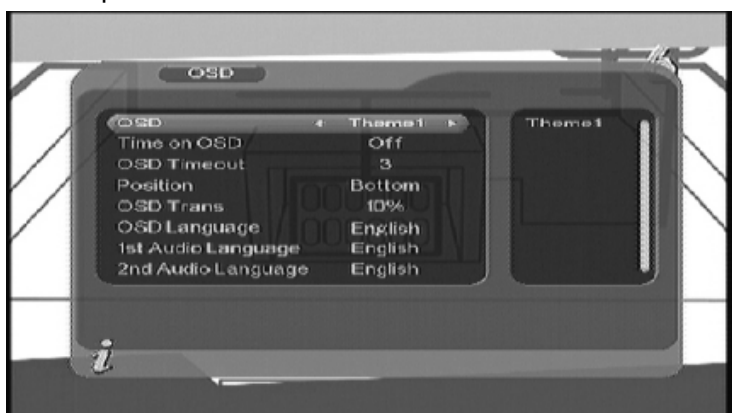 OSD
OSD Theme1
Time on OSD Off
OSD Timeout 3
Position Bottom
OSD Trans 10%
OSD Language English
1st Audio Language English
2nd Audio Language English
Theme1
i